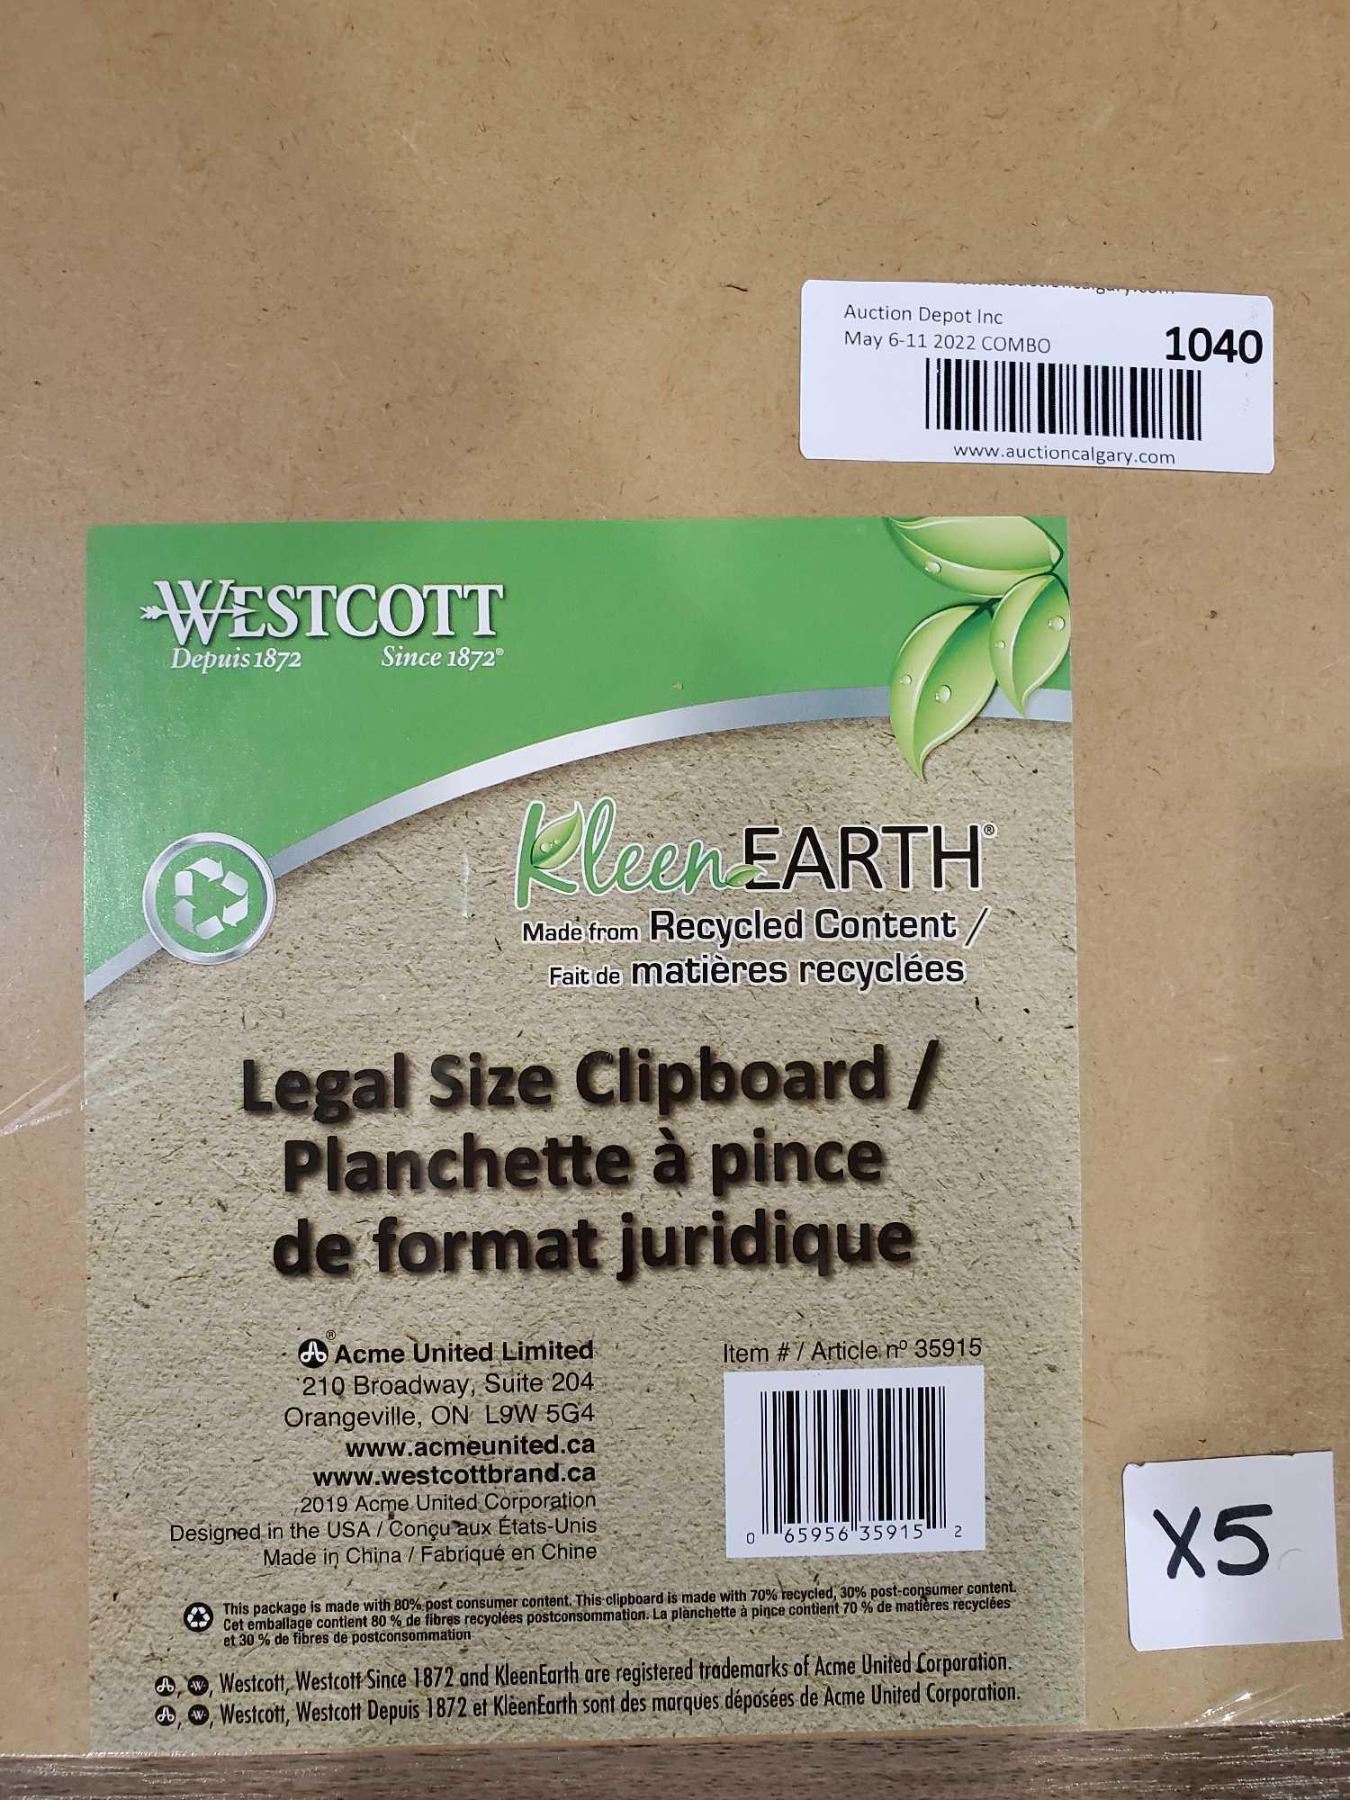 Auction Depot Inc
May 6-11 2022 COMBO
1040
www.auctioncalgary.com
WESTCOTT
Depuis 1872 Since 1872®
KleenEARTH®
Made from Recycled Content /
Fait de matières recyclées
Legal Size Clipboard /
Planchette à pince
de format juridique
® Acme United Limited
210 Broadway, Suite 204
Orangeville, ON L9W 5G4
www.acmeunited.ca
www.westcottbrand.ca
2019 Acme United Corporation
Designed in the USA / Conçu aux États-Unis
Made in China / Fabriqué en Chine
Item # / Article nº 35915
0 65956 35915 2
X5
This package is made with 80% post consumer content. This clipboard is made with 70% recycled, 30% post-consumer content.
Cet emballage contient 80 % de fibres recyclées postconsommation. La planchette à pince contient 70 % de matières recyclées
et 30 % de fibres de postconsommation
, , Westcott, Westcott Since 1872 and KleenEarth are registered trademarks of Acme United Corporation.
, , Westcott, Westcott Depuis 1872 et KleenEarth sont des marques déposées de Acme United Corporation.